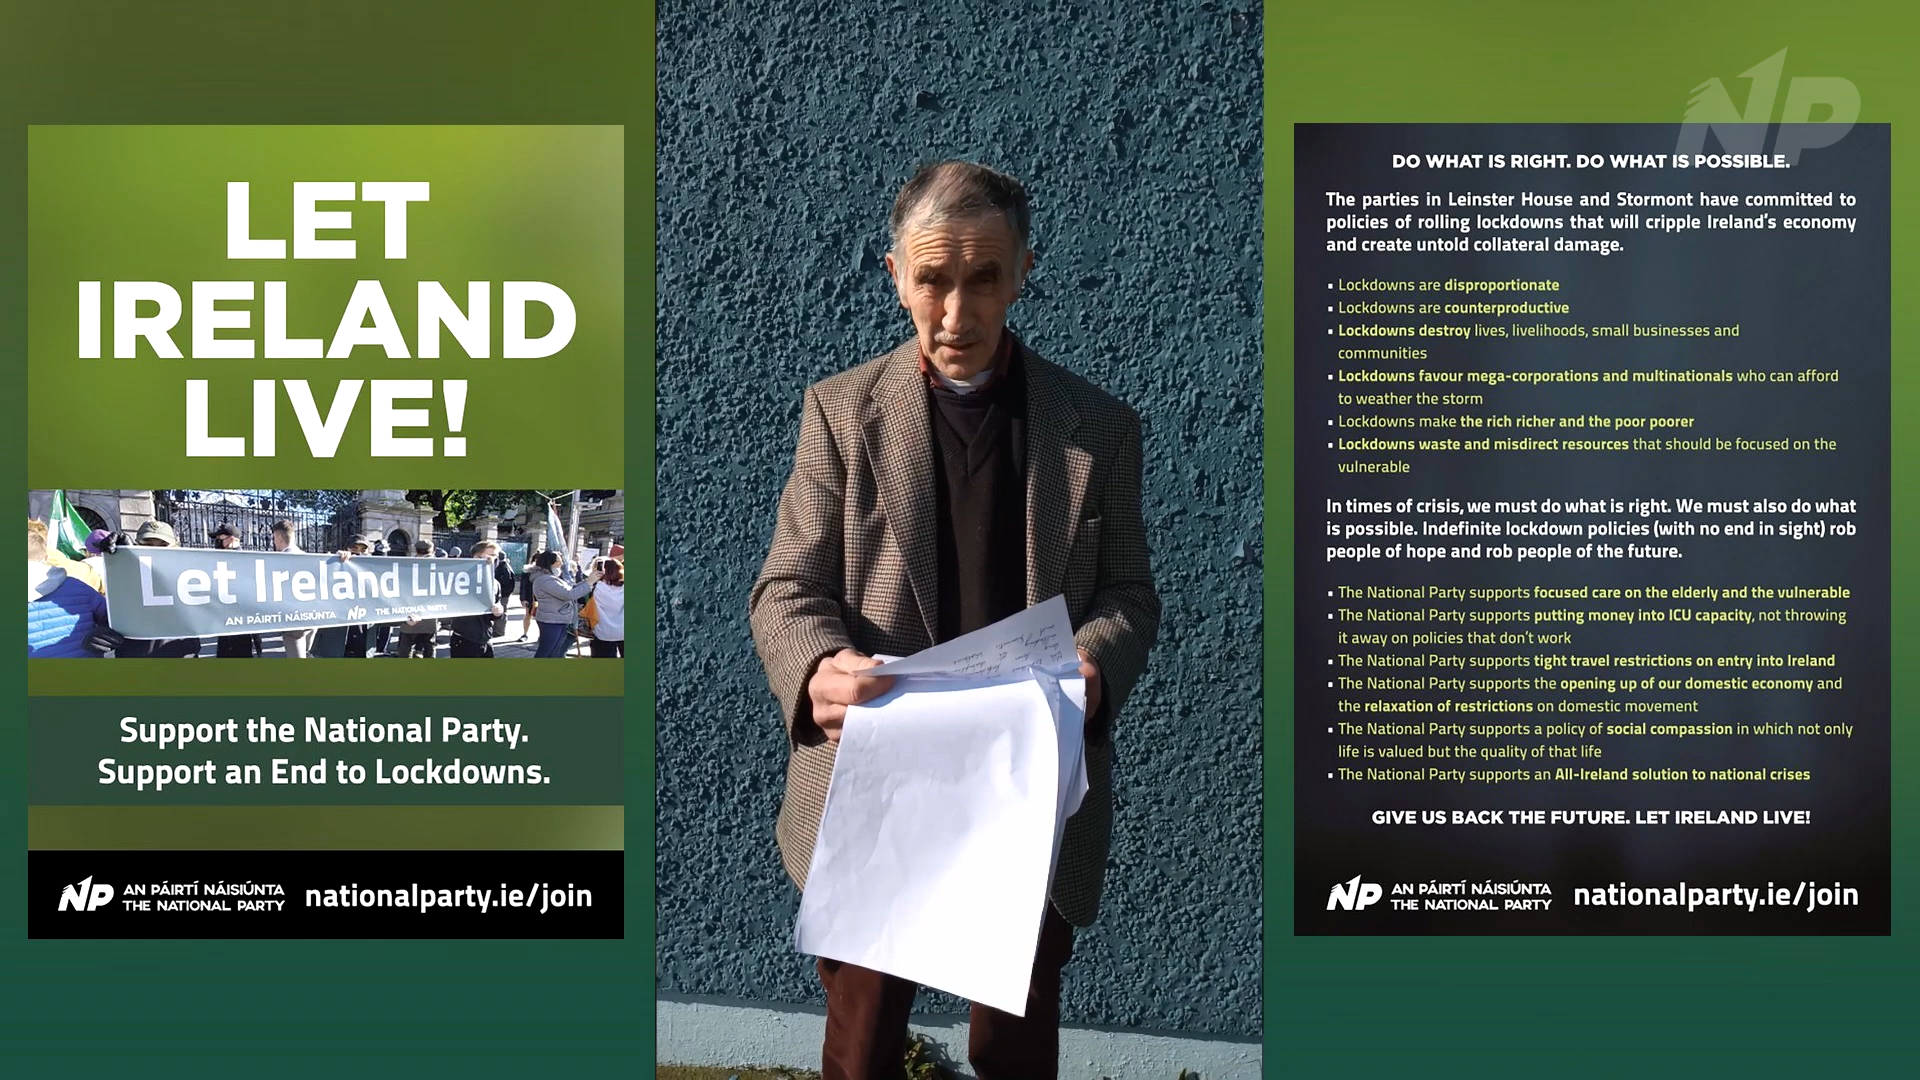 LET
IRELAND
LIVE!
Let Ireland Live!
AN PÁIRTÍ NÁISIÚNTA NP THE NATIONAL PARTY
Support the National Party.
Support an End to Lockdowns.
NP AN PÁIRTÍ NÁISIÚNTA
THE NATIONAL PARTY
nationalparty.ie/join
NP
DO WHAT IS RIGHT. DO WHAT IS POSSIBLE.
The parties in Leinster House and Stormont have committed to
policies of rolling lockdowns that will cripple Ireland's economy
and create untold collateral damage.
▪ Lockdowns are disproportionate
▪ Lockdowns are counterproductive
▪ Lockdowns destroy lives, livelihoods, small businesses and
communities
▪ Lockdowns favour mega-corporations and multinationals who can afford
to weather the storm
▪ Lockdowns make the rich richer and the poor poorer
▪ Lockdowns waste and misdirect resources that should be focused on the
vulnerable
In times of crisis, we must do what is right. We must also do what
is possible. Indefinite lockdown policies (with no end in sight) rob
people of hope and rob people of the future.
▪ The National Party supports focused care on the elderly and the vulnerable
▪ The National Party supports putting money into ICU capacity, not throwing
it away on policies that don't work
▪ The National Party supports tight travel restrictions on entry into Ireland
▪ The National Party supports the opening up of our domestic economy and
the relaxation of restrictions on domestic movement
▪ The National Party supports a policy of social compassion in which not only
life is valued but the quality of that life
▪ The National Party supports an All-Ireland solution to national crises
GIVE US BACK THE FUTURE. LET IRELAND LIVE!
NP AN PÁIRTÍ NÁISIÚNTA
THE NATIONAL PARTY
nationalparty.ie/join